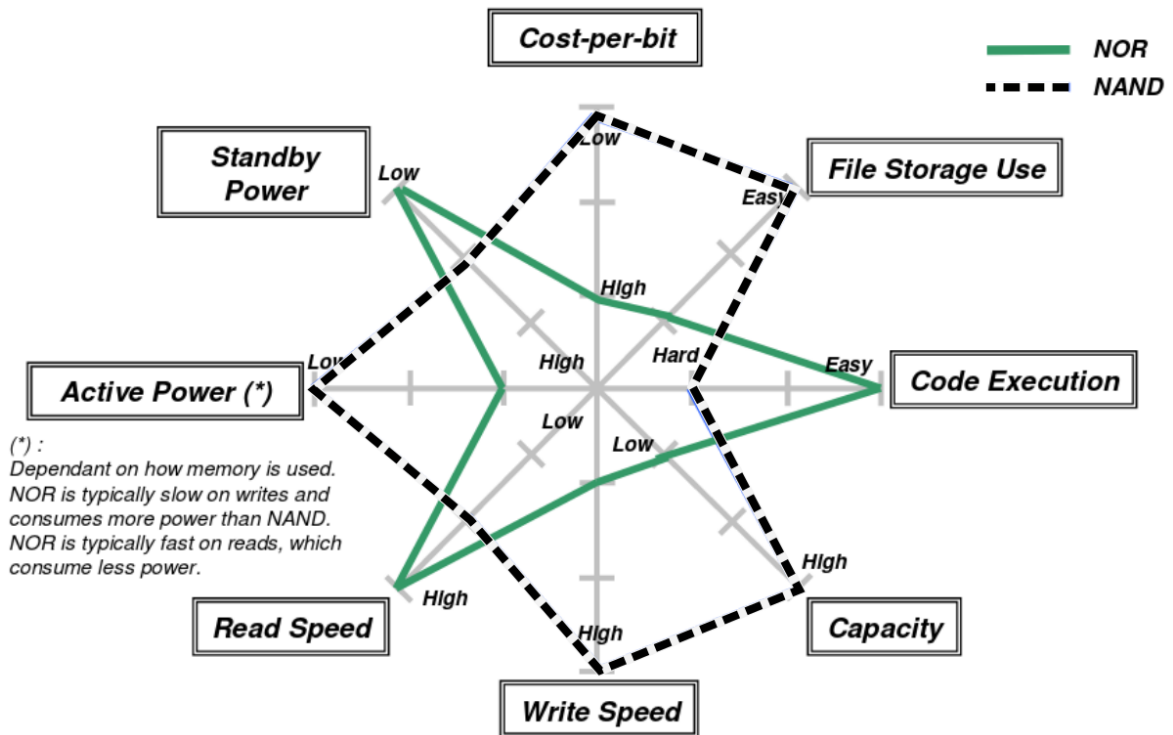 Cost-per-bit
NOR
NAND
Standby
Power
Low
Low
File Storage Use
Easy
High
High
Hard
Easy
Low
Active Power (*)
Code Execution
Low
Low
(*) :
Dependant on how memory is used.
NOR is typically slow on writes and
consumes more power than NAND.
NOR is typically fast on reads, which
consume less power.
High
High
High
Read Speed
Capacity
Write Speed